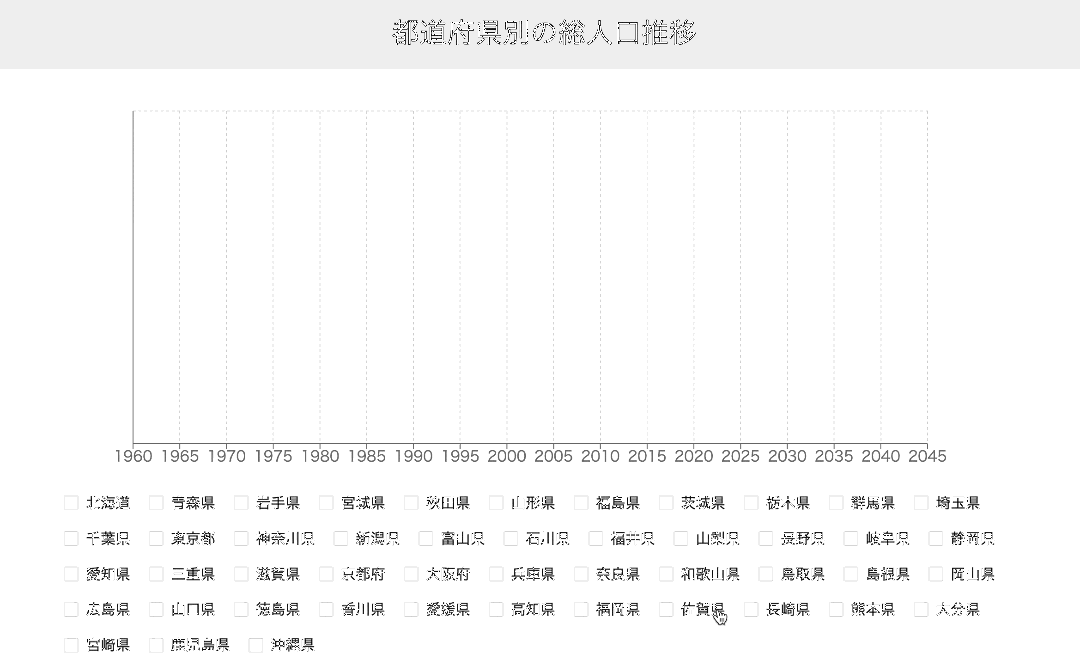 都道府県別の総人口推移
1960 1965 1970 1975 1980 1985 1990 1995 2000 2005 2010 2015 2020 2025 2030 2035 2040 2045
北海道 青森県 岩手県 宮城県 秋田県 山形県 福島県 茨城県 栃木県 群馬県 埼玉県
千葉県 東京都 神奈川県 新潟県 富山県 石川県 福井県 山梨県 長野県 岐阜県 静岡県
愛知県 三重県 滋賀県 京都府 大阪府 兵庫県 奈良県 和歌山県 鳥取県 島根県 岡山県
広島県 山口県 徳島県 香川県 愛媛県 高知県 福岡県 佐賀県 長崎県 熊本県 大分県
宮崎県 鹿児島県 沖縄県